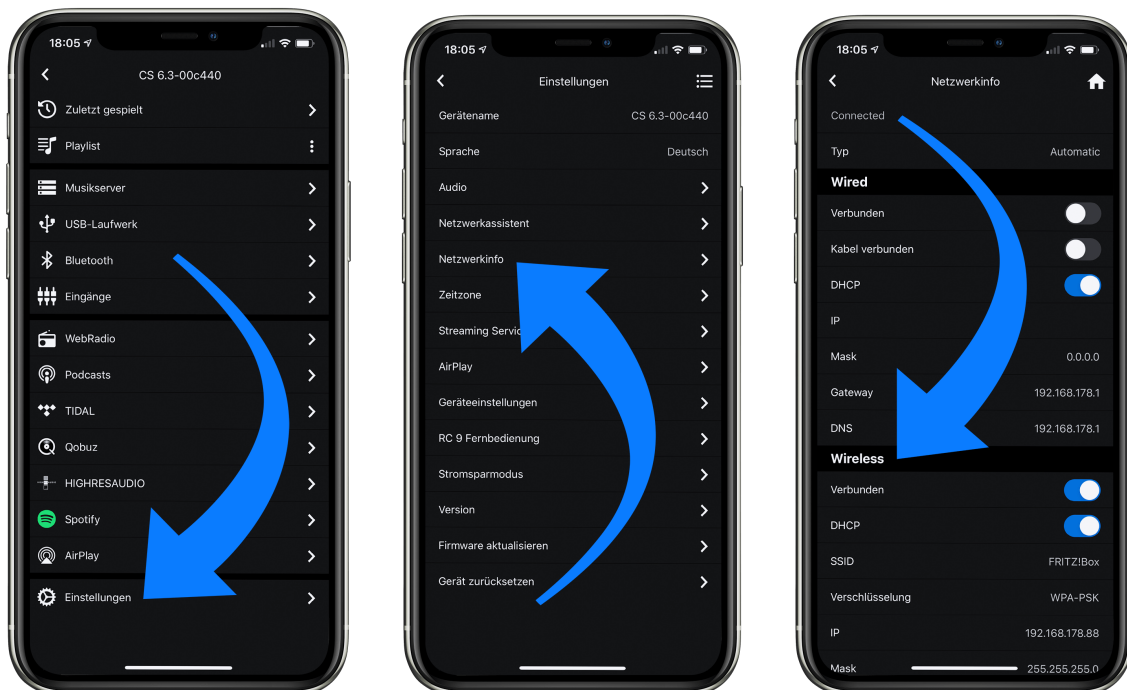 18:05
CS 6.3-00c440
Zuletzt gespielt
Playlist
Musikserver
USB-Laufwerk
Bluetooth
Eingänge
WebRadio
Podcasts
TIDAL
Qobuz
HIGHRESAUDIO
Spotify
AirPlay
Einstellungen
18:05
Einstellungen
Gerätename CS 6.3-00c440
Sprache Deutsch
Audio
Netzwerkassistent
Netzwerkinfo
Zeitzone
Streaming
AirPlay
Geräteeinstellungen
RC 9 Fernbedienung
Stromsparmodus
Version
Firmware aktualisieren
Gerät zurücksetzen
18:05
Netzwerkinfo
Connected
Typ Automatic
Wired
Verbunden
Kabel verbunden
DHCP
IP
Mask 0.0.0.0
Gateway 192.168.178.1
DNS 192.168.178.1
Wireless
Verbunden
DHCP
SSID FRITZ!Box
Verschlüsselung WPA-PSK
IP 192.168.178.88
Mask 255.255.255.0